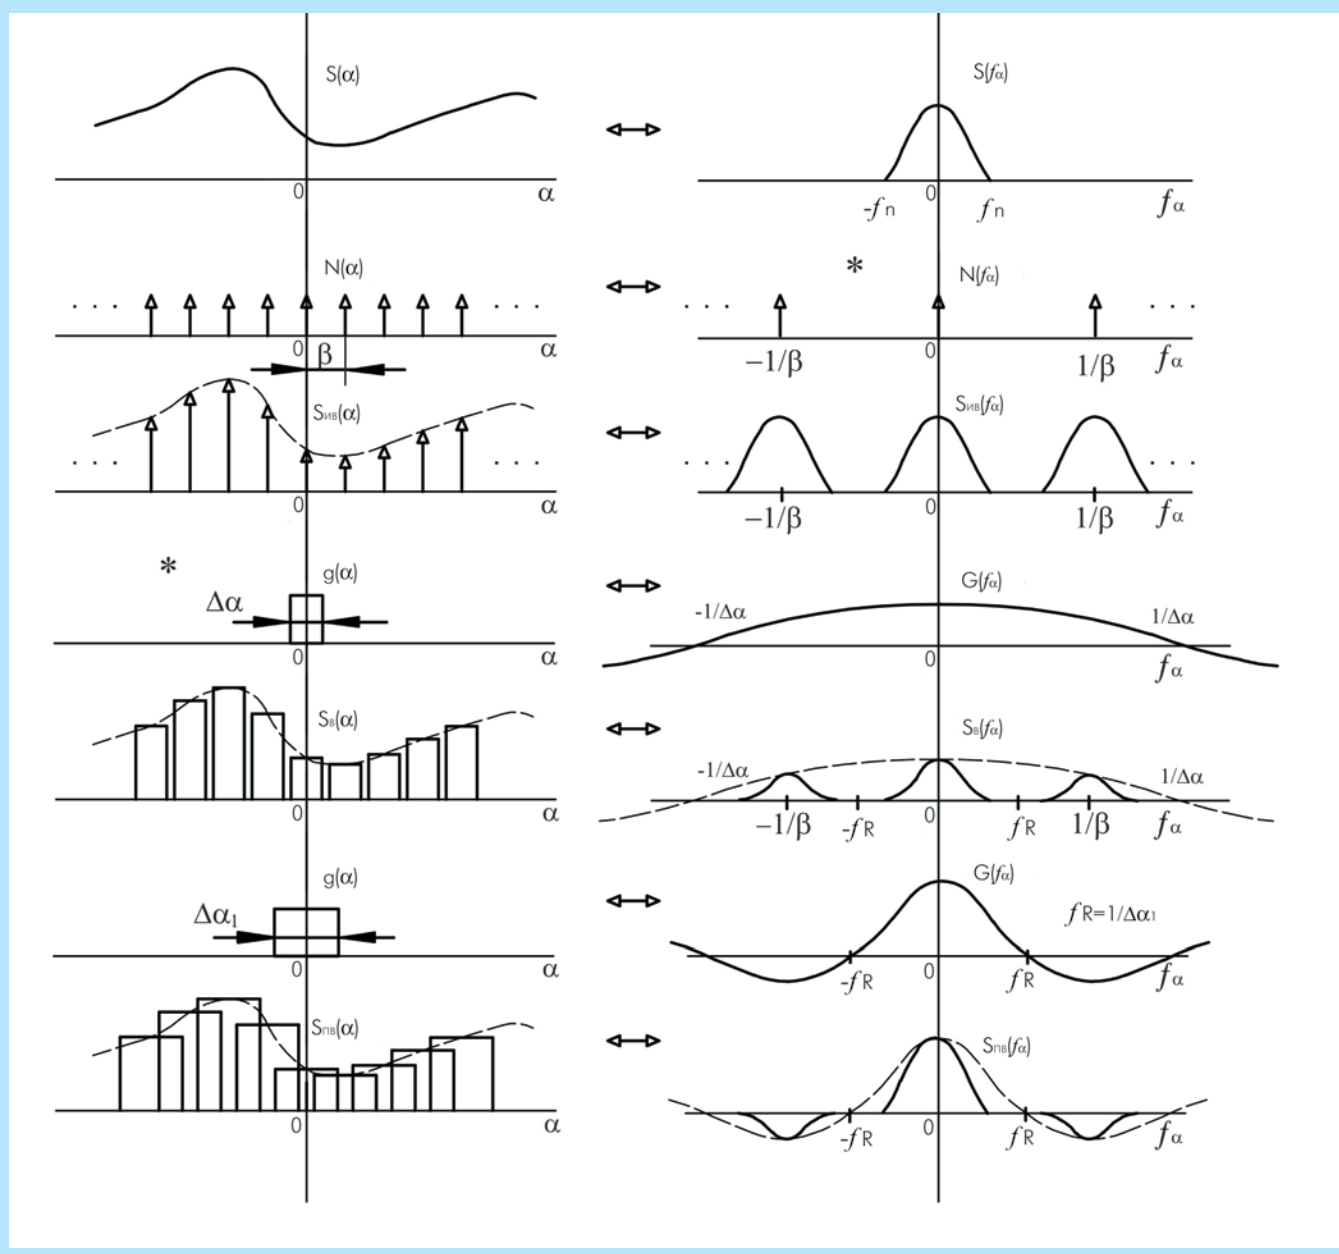 S(α) S(fα)
0 α -fn 0 fn fα
N(α) * N(fα)
. . . . . . . . . . . .
0 β α −1/β 0 1/β fα
Sив(α) Sив(fα)
. . . . . . . . . . . .
0 α −1/β 0 1/β fα
* g(α) G(fα)
Δα -1/Δα 1/Δα
0 α 0 fα
Sв(α) Sв(fα)
-1/Δα 1/Δα
0 α −1/β -fR 0 fR 1/β fα
g(α) G(fα)
Δα1 fR=1/Δα1
0 α -fR 0 fR fα
Sпв(α) Sпв(fα)
0 α -fR 0 fR fα